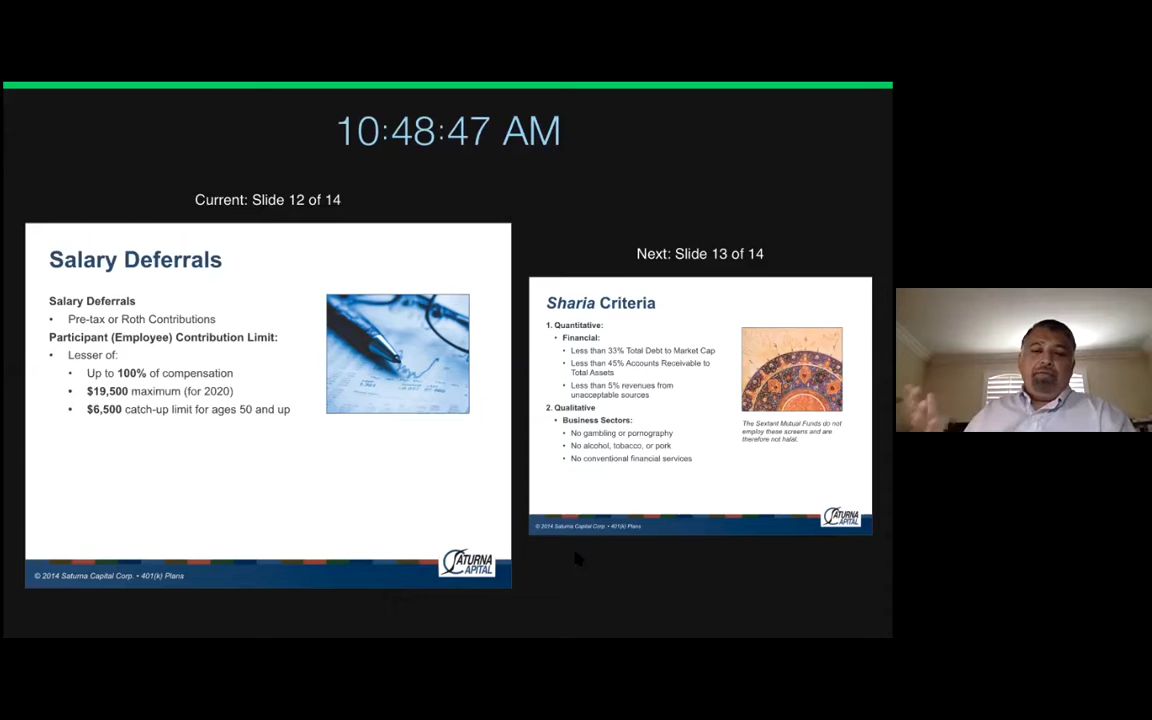 10:48:47 AM
Current: Slide 12 of 14
Salary Deferrals
Salary Deferrals
• Pre-tax or Roth Contributions
Participant (Employee) Contribution Limit:
• Lesser of:
• Up to 100% of compensation
• $19,500 maximum (for 2020)
• $6,500 catch-up limit for ages 50 and up
© 2014 Saturna Capital Corp. • 401(k) Plans
SATURNA
CAPITAL
Next: Slide 13 of 14
Sharia Criteria
1. Quantitative:
• Financial:
• Less than 33% Total Debt to Market Cap
• Less than 45% Accounts Receivable to
Total Assets
• Less than 5% revenues from
unacceptable sources
2. Qualitative
• Business Sectors:
• No gambling or pornography
• No alcohol, tobacco, or pork
• No conventional financial services
The Sextant Mutual Funds do not
employ these screens and are
therefore not halal.
© 2014 Saturna Capital Corp. • 401(k) Plans
SATURNA
CAPITAL